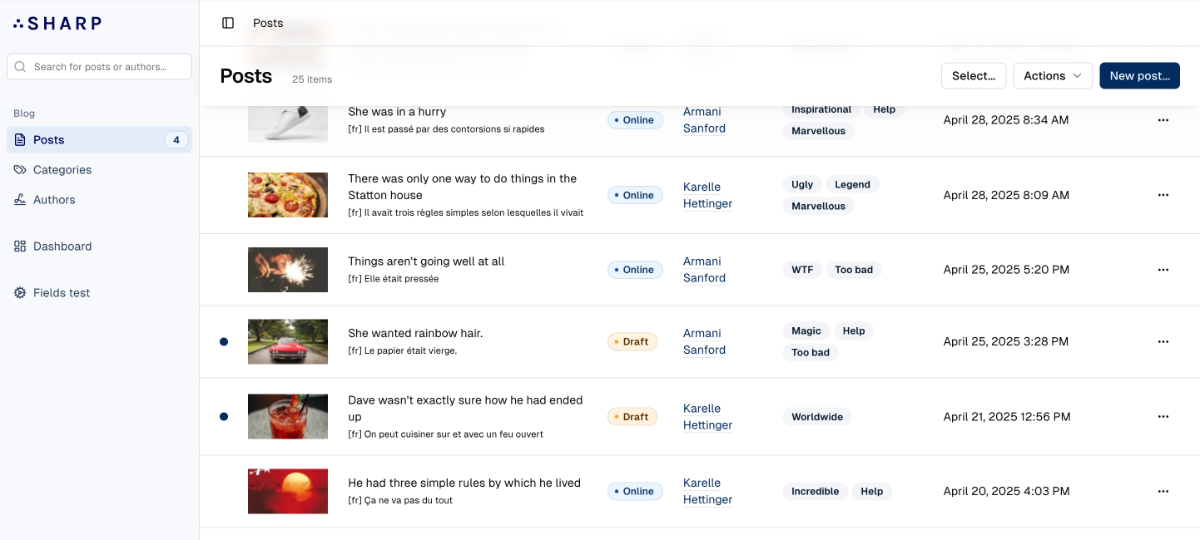 SHARP
Posts
Search for posts or authors...
Posts
25 items
Select...
Actions
New post...
Blog
Posts
4
Categories
Authors
Dashboard
Fields test
She was in a hurry
[fr] Il est passé par des contorsions si rapides
Online
Armani
Sanford
Inspirational Help
Marvellous
April 28, 2025 8:34 AM
There was only one way to do things in the
Statton house
[fr] Il avait trois règles simples selon lesquelles il vivait
Online
Karelle
Hettinger
Ugly Legend
Marvellous
April 28, 2025 8:09 AM
Things aren't going well at all
[fr] Elle était pressée
Online
Armani
Sanford
WTF Too bad
April 25, 2025 5:20 PM
She wanted rainbow hair.
[fr] Le papier était vierge.
Draft
Armani
Sanford
Magic Help
Too bad
April 25, 2025 3:28 PM
Dave wasn't exactly sure how he had ended
up
[fr] On peut cuisiner sur et avec un feu ouvert
Draft
Karelle
Hettinger
Worldwide
April 21, 2025 12:56 PM
He had three simple rules by which he lived
[fr] Ça ne va pas du tout
Online
Karelle
Hettinger
Incredible Help
April 20, 2025 4:03 PM